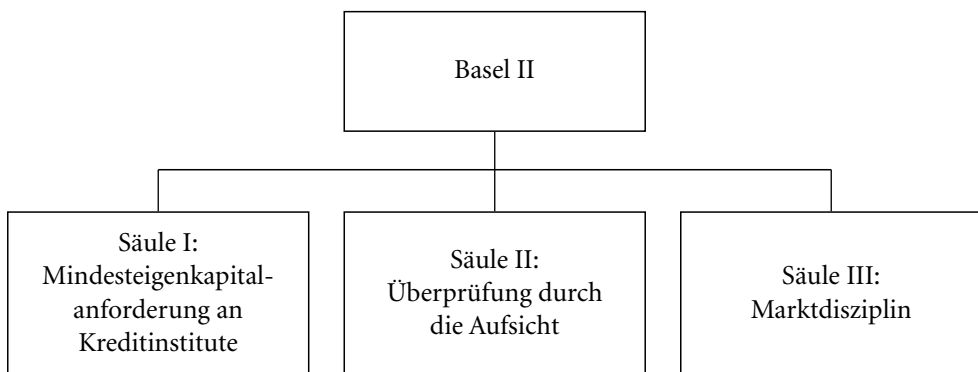 Basel II
Säule I:
Mindesteigenkapital-
anforderung an
Kreditinstitute
Säule II:
Überprüfung durch
die Aufsicht
Säule III:
Marktdisziplin